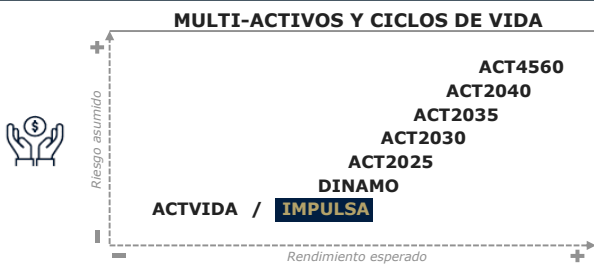 MULTI-ACTIVOS Y CICLOS DE VIDA
+
$
Riesgo asumido
ACT4560
ACT2040
ACT2035
ACT2030
ACT2025
DINAMO
ACTVIDA / IMPULSA
Rendimiento esperado
+